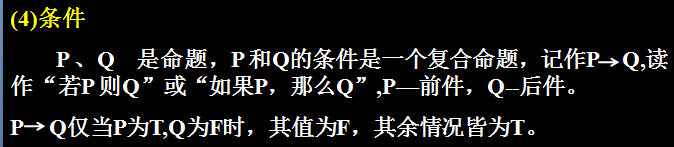 (4)条件
P、Q 是命题，P和Q的条件是一个复合命题，记作P→Q,读
作“若P则Q”或“如果P，那么Q”,P—前件，Q--后件。
P→Q仅当P为T,Q为F时，其值为F，其余情况皆为T。